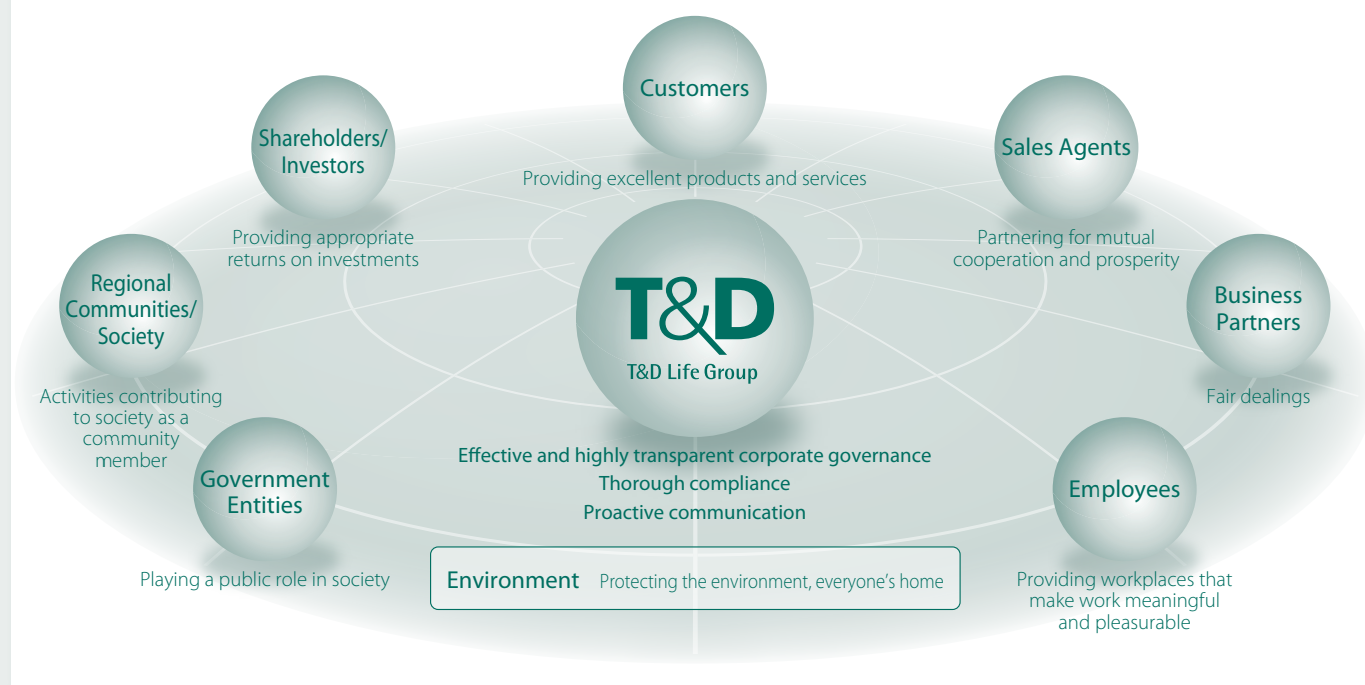 Customers
Providing excellent products and services
Shareholders/
Investors
Providing appropriate
returns on investments
Sales Agents
Partnering for mutual
cooperation and prosperity
Regional
Communities/
Society
Activities contributing
to society as a
community
member
Business
Partners
Fair dealings
T&D
T&D Life Group
Effective and highly transparent corporate governance
Thorough compliance
Proactive communication
Government
Entities
Playing a public role in society
Employees
Providing workplaces that
make work meaningful
and pleasurable
Environment Protecting the environment, everyone’s home